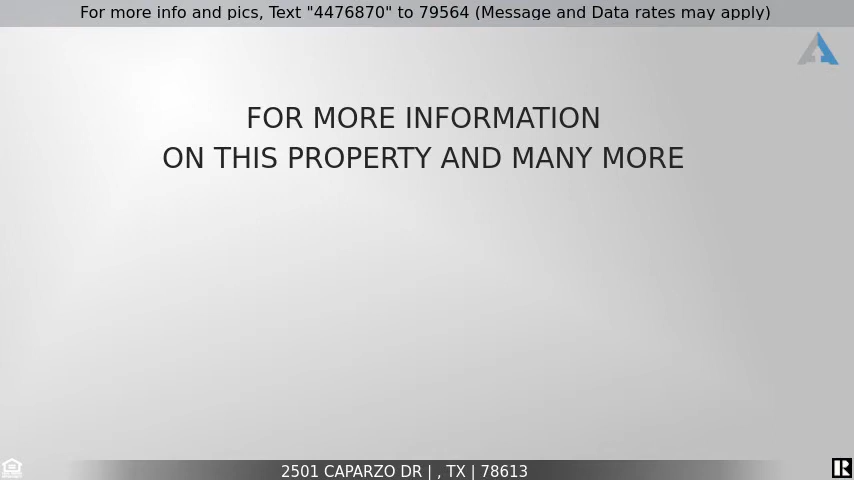 For more info and pics, Text "4476870" to 79564 (Message and Data rates may apply)
FOR MORE INFORMATION
ON THIS PROPERTY AND MANY MORE
2501 CAPARZO DR | , TX | 78613